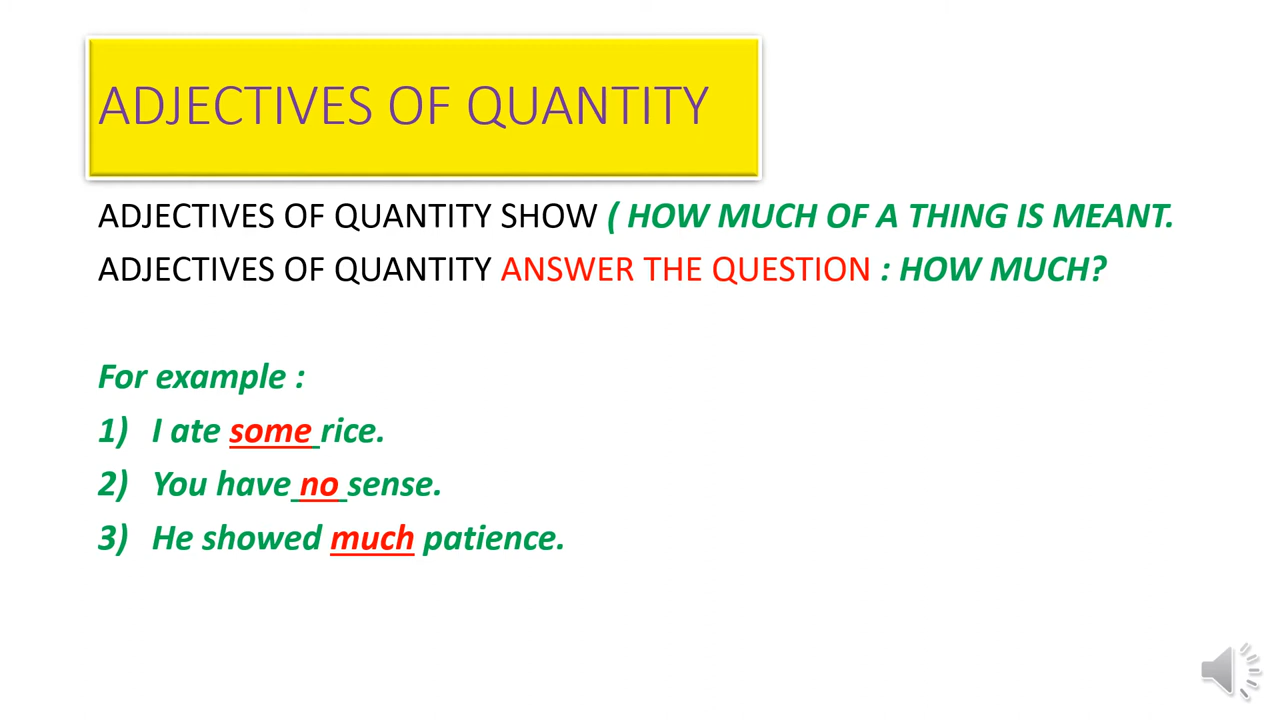 ADJECTIVES OF QUANTITY
ADJECTIVES OF QUANTITY SHOW ( HOW MUCH OF A THING IS MEANT.
ADJECTIVES OF QUANTITY ANSWER THE QUESTION : HOW MUCH?
For example :
1) I ate some rice.
2) You have no sense.
3) He showed much patience.